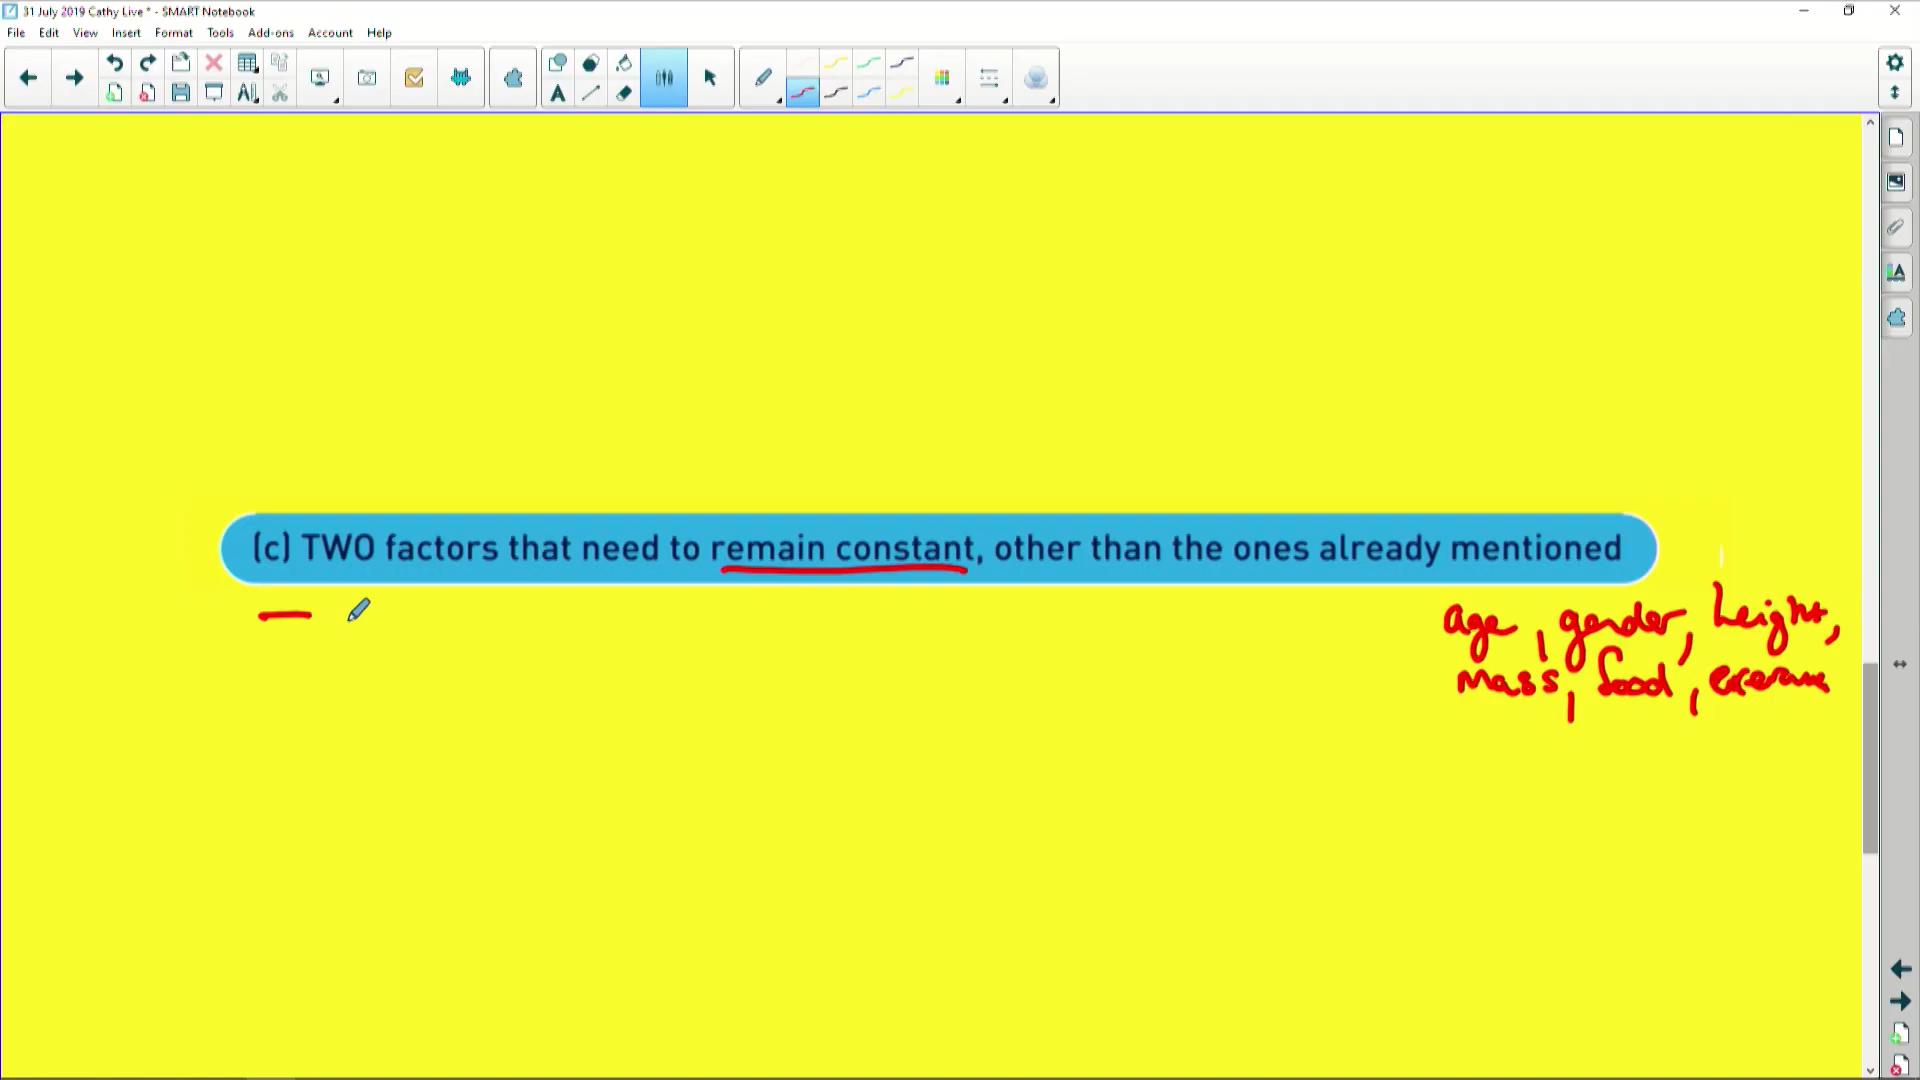 31 July 2019 Cathy Live * - SMART Notebook
File Edit View Insert Format Tools Add-ons Account Help
(c) TWO factors that need to remain constant, other than the ones already mentioned
age, gender, height,
mass, food,